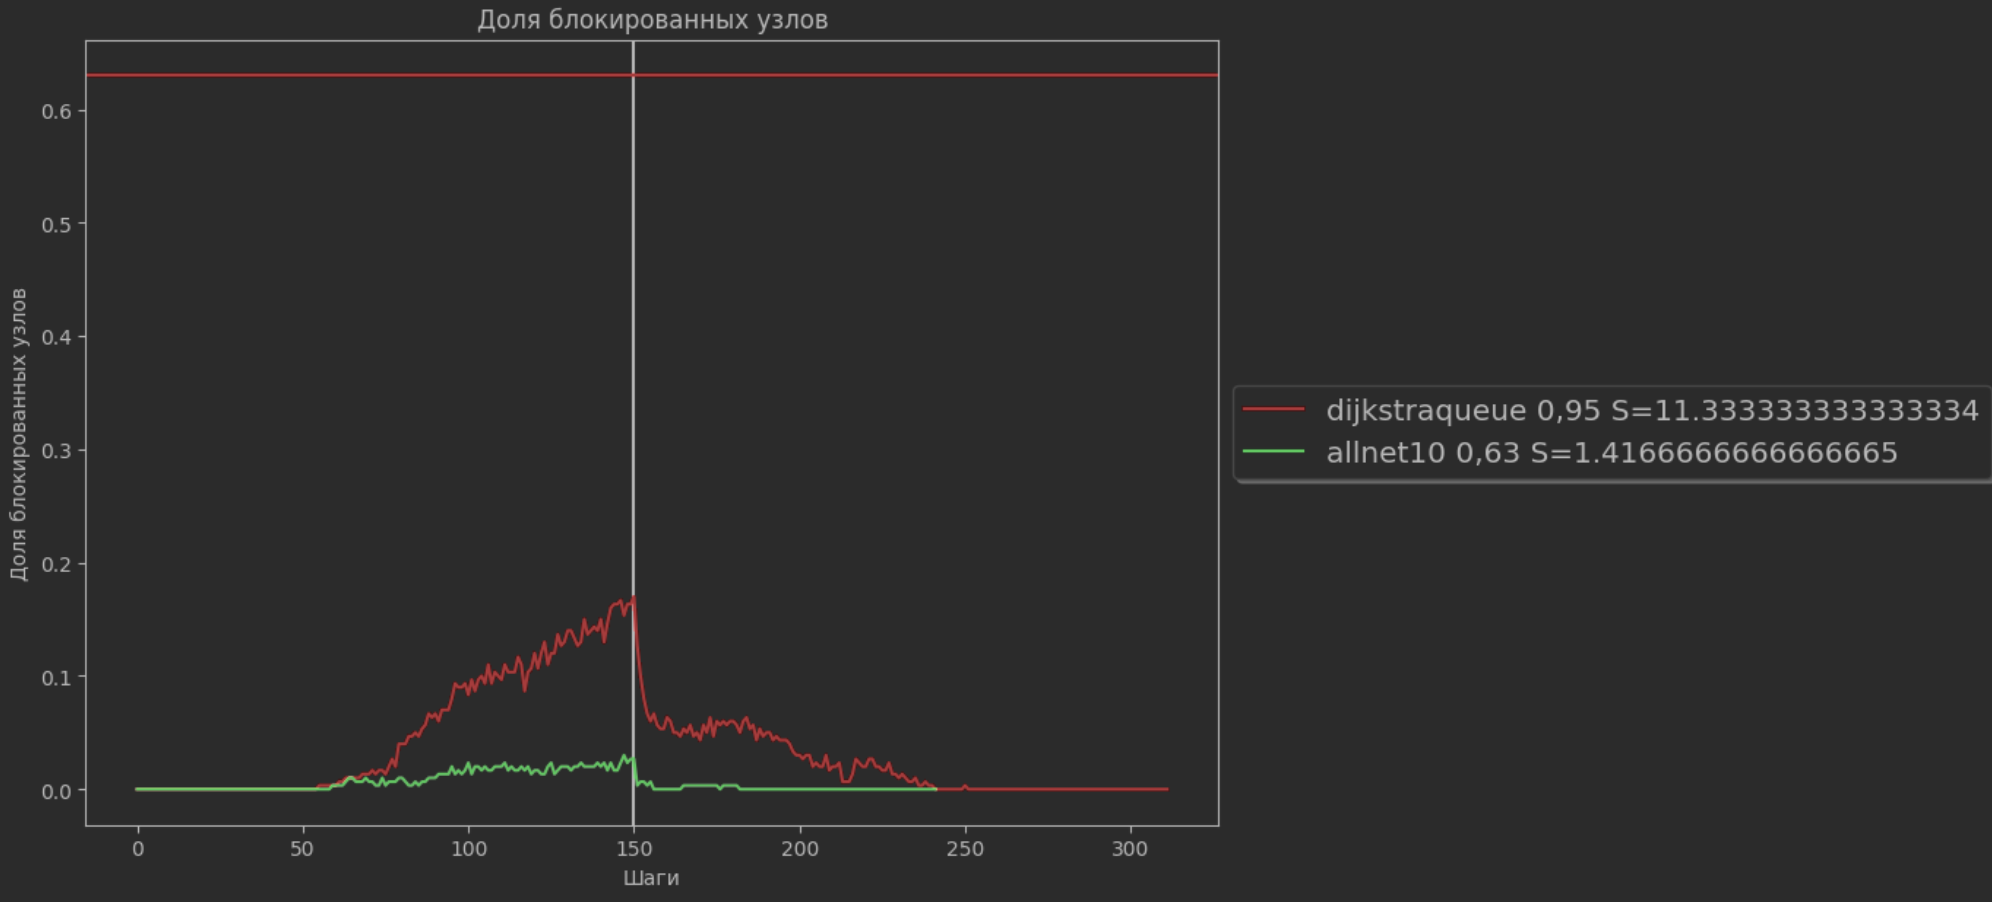 Доля блокированных узлов
Доля блокированных узлов
0.6
0.5
0.4
0.3
0.2
0.1
0.0
0 50 100 150 200 250 300
Шаги
dijkstraqueue 0,95 S=11.333333333333334
allnet10 0,63 S=1.4166666666666665